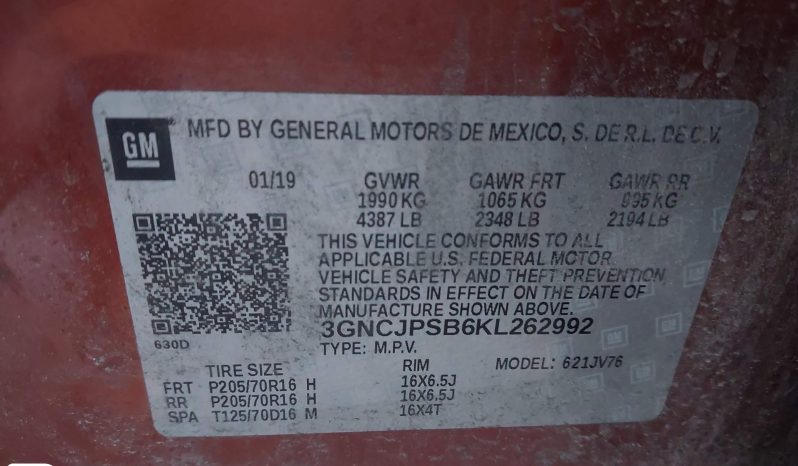 GM MFD BY GENERAL MOTORS DE MEXICO, S. DE R.L. DE C.V.
01/19 GVWR GAWR FRT GAWR RR
1990 KG 1065 KG 995 KG
4387 LB 2348 LB 2194 LB
THIS VEHICLE CONFORMS TO ALL
APPLICABLE U.S. FEDERAL MOTOR
VEHICLE SAFETY AND THEFT PREVENTION
STANDARDS IN EFFECT ON THE DATE OF
MANUFACTURE SHOWN ABOVE.
3GNCJPSB6KL262992
630D
TYPE: M.P.V.
TIRE SIZE RIM MODEL: 621JV76
FRT P205/70R16 H 16X6.5J
RR P205/70R16 H 16X6.5J
SPA T125/70D16 M 16X4T